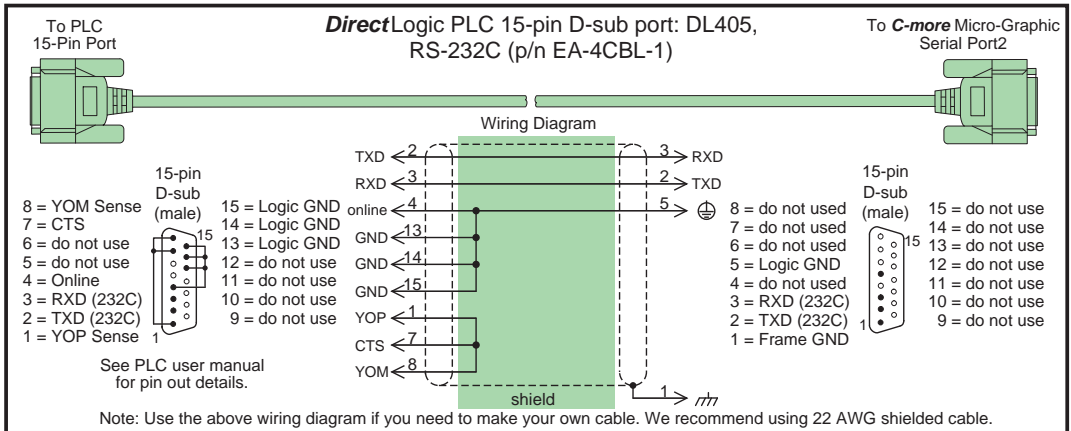 To PLC
15-Pin Port
DirectLogic PLC 15-pin D-sub port: DL405,
RS-232C (p/n EA-4CBL-1)
To C-more Micro-Graphic
Serial Port2
Wiring Diagram
15-pin
D-sub
(male)
8 = YOM Sense
7 = CTS
6 = do not use
5 = do not use
4 = Online
3 = RXD (232C)
2 = TXD (232C)
1 = YOP Sense
15
1
15 = Logic GND
14 = Logic GND
13 = Logic GND
12 = do not use
11 = do not use
10 = do not use
9 = do not use
See PLC user manual
for pin out details.
TXD 2 3 RXD
RXD 3 2 TXD
online 4 5
GND 13
GND 14
GND 15
YOP 1
CTS 7
YOM 8
shield
1
15-pin
D-sub
(male)
8 = do not used
7 = do not used
6 = do not used
5 = Logic GND
4 = do not used
3 = RXD (232C)
2 = TXD (232C)
1 = Frame GND
15
1
15 = do not use
14 = do not use
13 = do not use
12 = do not use
11 = do not use
10 = do not use
9 = do not use
Note: Use the above wiring diagram if you need to make your own cable. We recommend using 22 AWG shielded cable.